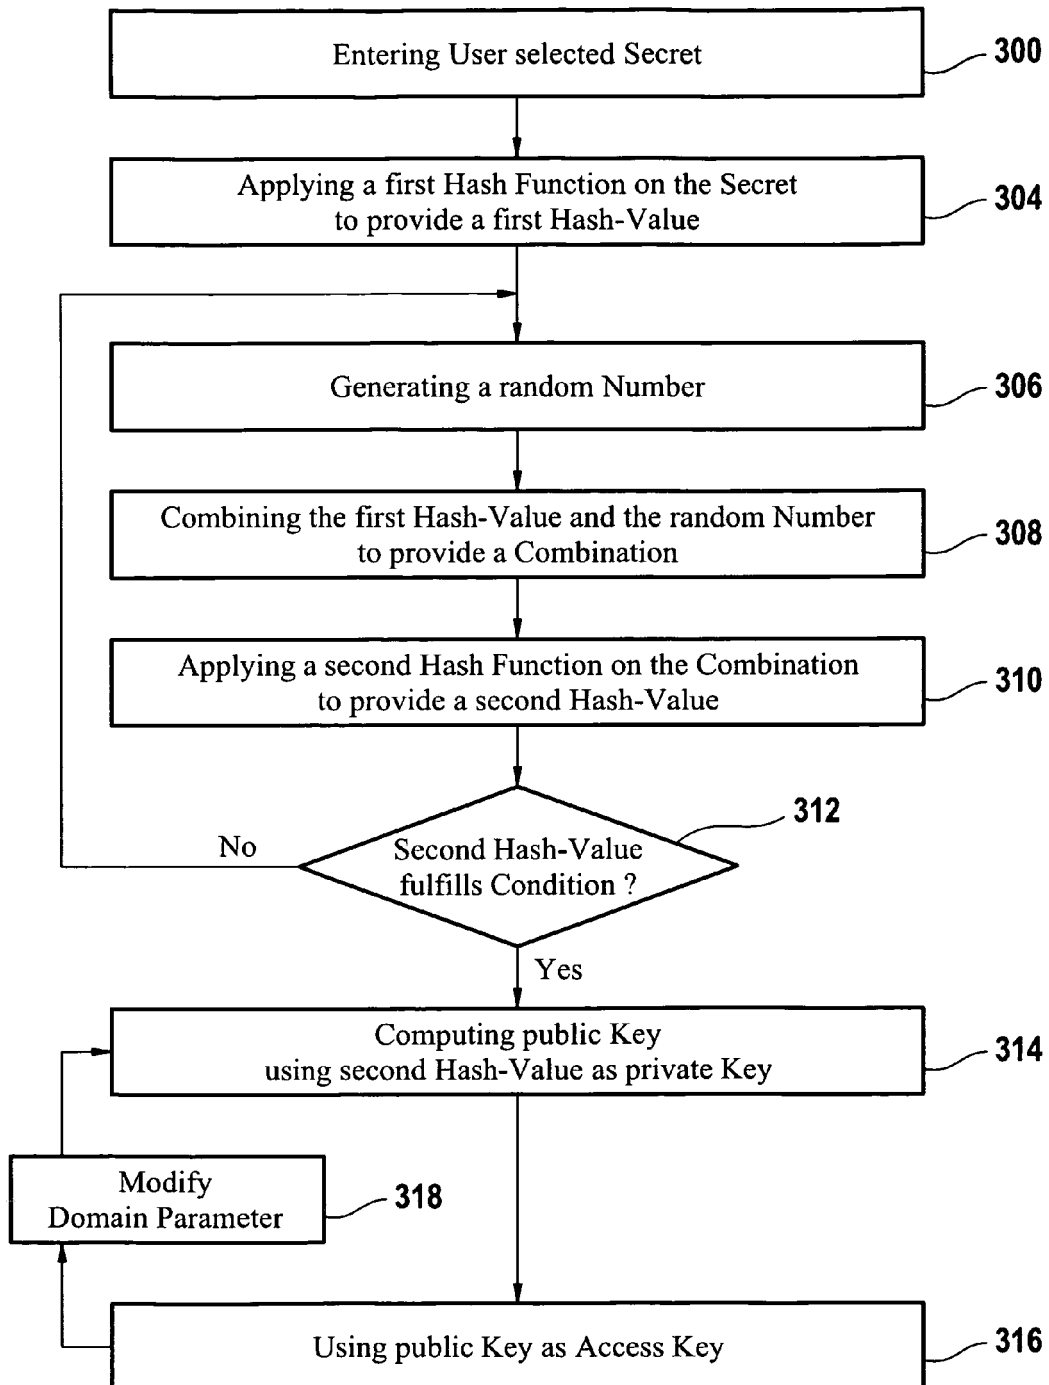 Entering User selected Secret
300
Applying a first Hash Function on the Secret
to provide a first Hash-Value
304
Generating a random Number
306
Combining the first Hash-Value and the random Number
to provide a Combination
308
Applying a second Hash Function on the Combination
to provide a second Hash-Value
310
312
No
Second Hash-Value
fulfills Condition ?
Yes
Computing public Key
using second Hash-Value as private Key
314
Modify
Domain Parameter
318
Using public Key as Access Key
316